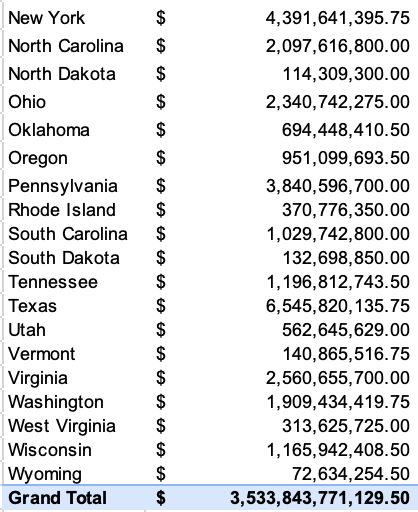 New York $ 4,391,641,395.75
North Carolina $ 2,097,616,800.00
North Dakota $ 114,309,300.00
Ohio $ 2,340,742,275.00
Oklahoma $ 694,448,410.50
Oregon $ 951,099,693.50
Pennsylvania $ 3,840,596,700.00
Rhode Island $ 370,776,350.00
South Carolina $ 1,029,742,800.00
South Dakota $ 132,698,850.00
Tennessee $ 1,196,812,743.50
Texas $ 6,545,820,135.75
Utah $ 562,645,629.00
Vermont $ 140,865,516.75
Virginia $ 2,560,655,700.00
Washington $ 1,909,434,419.75
West Virginia $ 313,625,725.00
Wisconsin $ 1,165,942,408.50
Wyoming $ 72,634,254.50
Grand Total $ 3,533,843,771,129.50